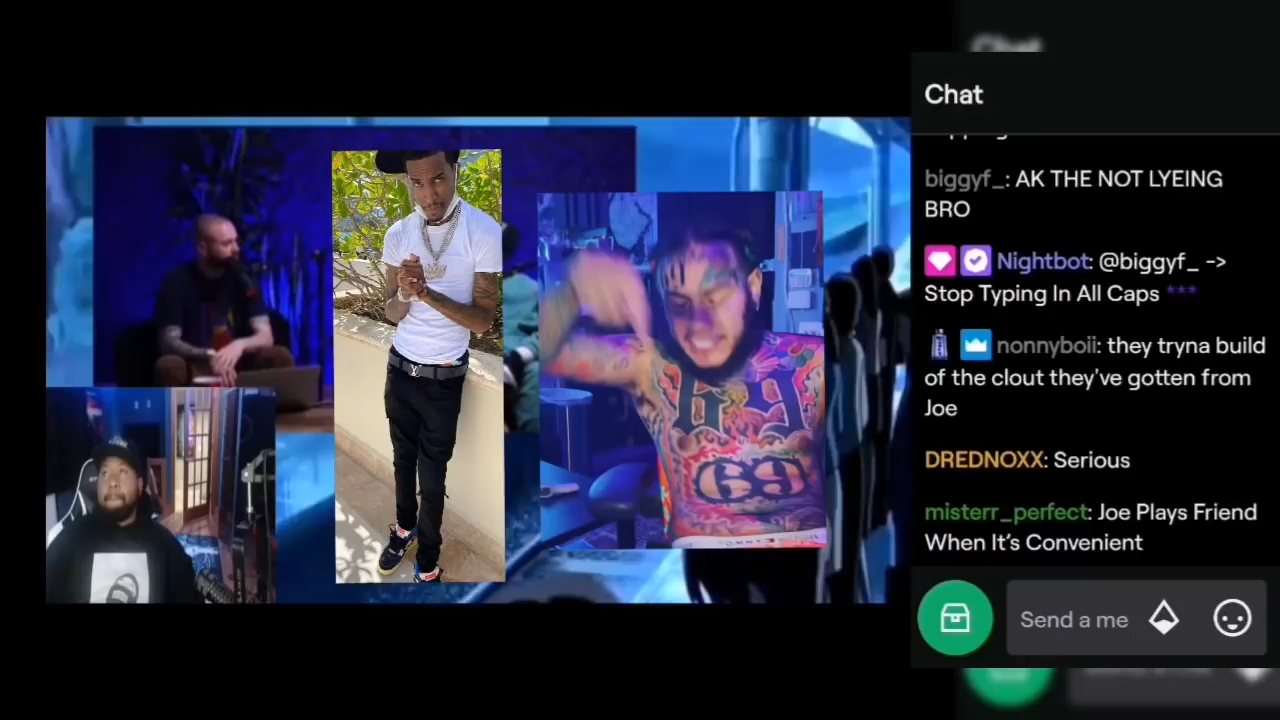 Chat
biggyf_: AK THE NOT LYEING
BRO
Nightbot: @biggyf_ ->
Stop Typing In All Caps ***
nonnyboii: they tryna build
of the clout they've gotten from
Joe
DREDNOXX: Serious
misterr_perfect: Joe Plays Friend
When It's Convenient
Send a me
69
69